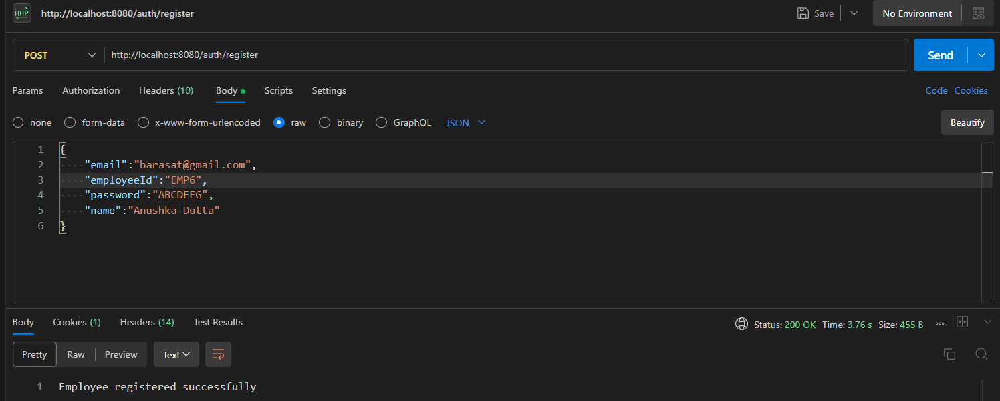 HTTP http://localhost:8080/auth/register Save No Environment
POST http://localhost:8080/auth/register Send
Params Authorization Headers (10) Body Scripts Settings Code Cookies
none form-data x-www-form-urlencoded raw binary GraphQL JSON Beautify
1 {
2 "email":"barasat@gmail.com",
3 "employeeId":"EMP6",
4 "password":"ABCDEFG",
5 "name":"Anushka Dutta"
6 }
Body Cookies (1) Headers (14) Test Results Status: 200 OK Time: 3.76 s Size: 455 B
Pretty Raw Preview Text
1 Employee registered successfully